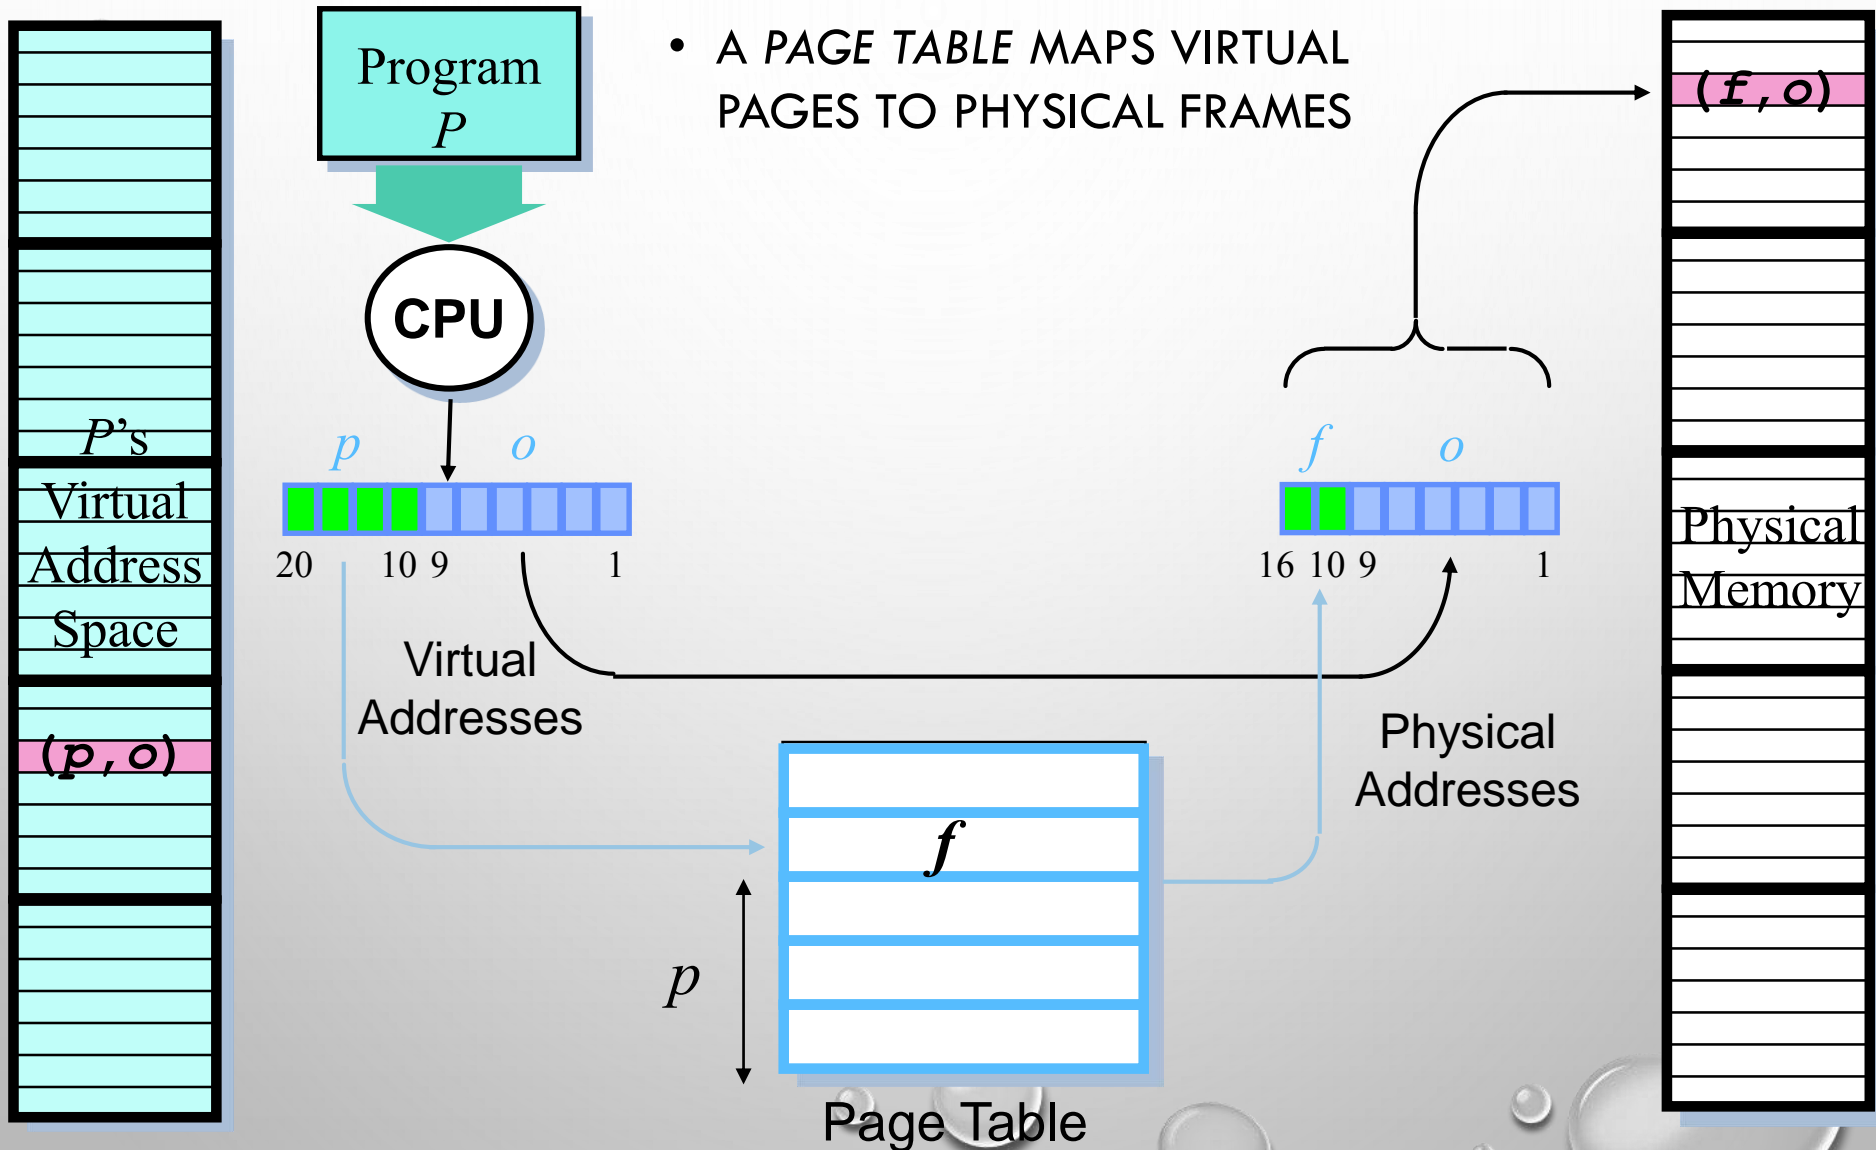 Program
P
• A PAGE TABLE MAPS VIRTUAL
PAGES TO PHYSICAL FRAMES
(f,o)
CPU
P's
Virtual
Address
Space
(p,o)
p o
20 10 9 1
Virtual
Addresses
f o
16 10 9 1
Physical
Addresses
Physical
Memory
f
p
Page Table